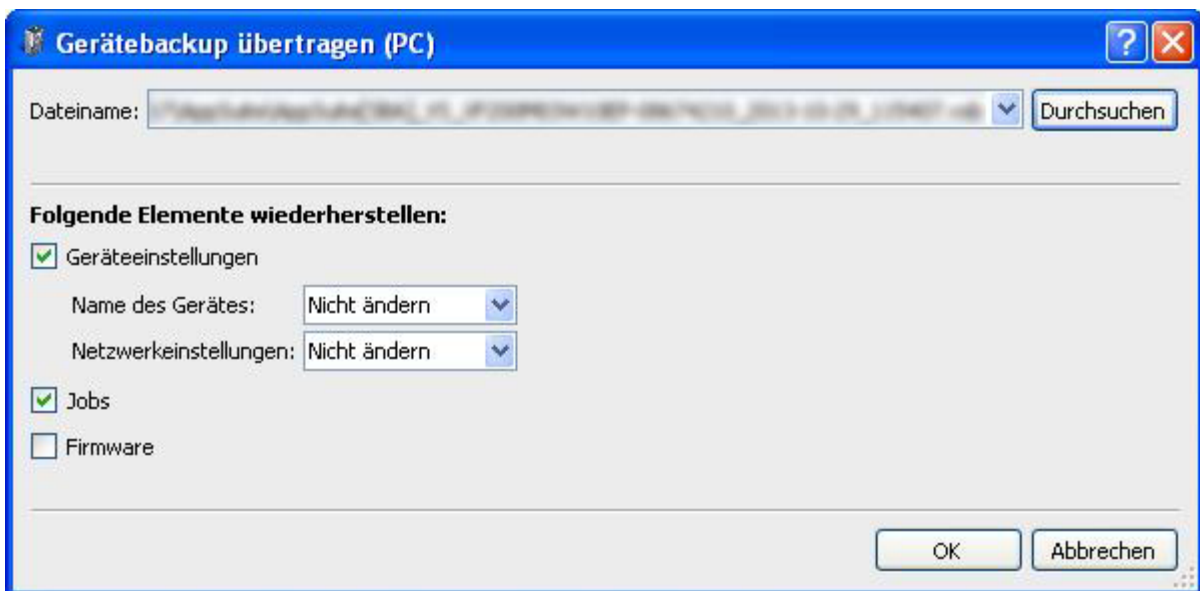 Gerätebackup übertragen (PC)
Dateiname: Durchsuchen
Folgende Elemente wiederherstellen:
Geräteeinstellungen
Name des Gerätes: Nicht ändern
Netzwerkeinstellungen: Nicht ändern
Jobs
Firmware
OK Abbrechen